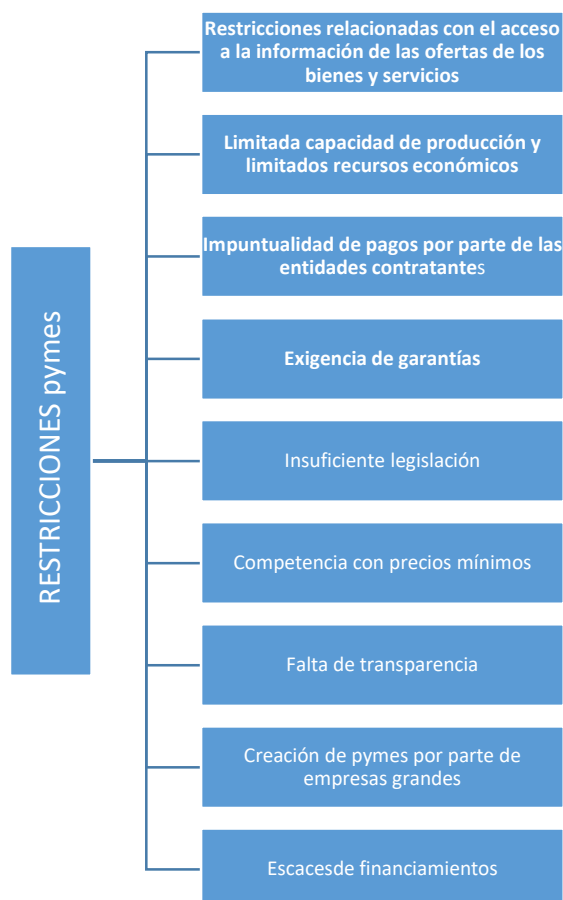 RESTRICCIONES pymes
Restricciones relacionadas con el acceso
a la información de las ofertas de los
bienes y servicios
Limitada capacidad de producción y
limitados recursos económicos
Impuntualidad de pagos por parte de las
entidades contratantes
Exigencia de garantías
Insuficiente legislación
Competencia con precios mínimos
Falta de transparencia
Creación de pymes por parte de
empresas grandes
Escacesde financiamientos